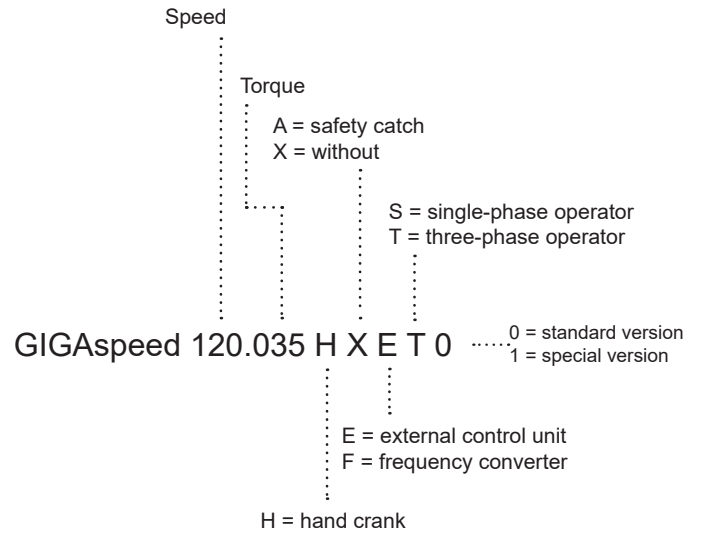 Speed
Torque
A = safety catch
X = without
S = single-phase operator
T = three-phase operator
GIGAspeed 120.035 H X E T 0
0 = standard version
1 = special version
E = external control unit
F = frequency converter
H = hand crank